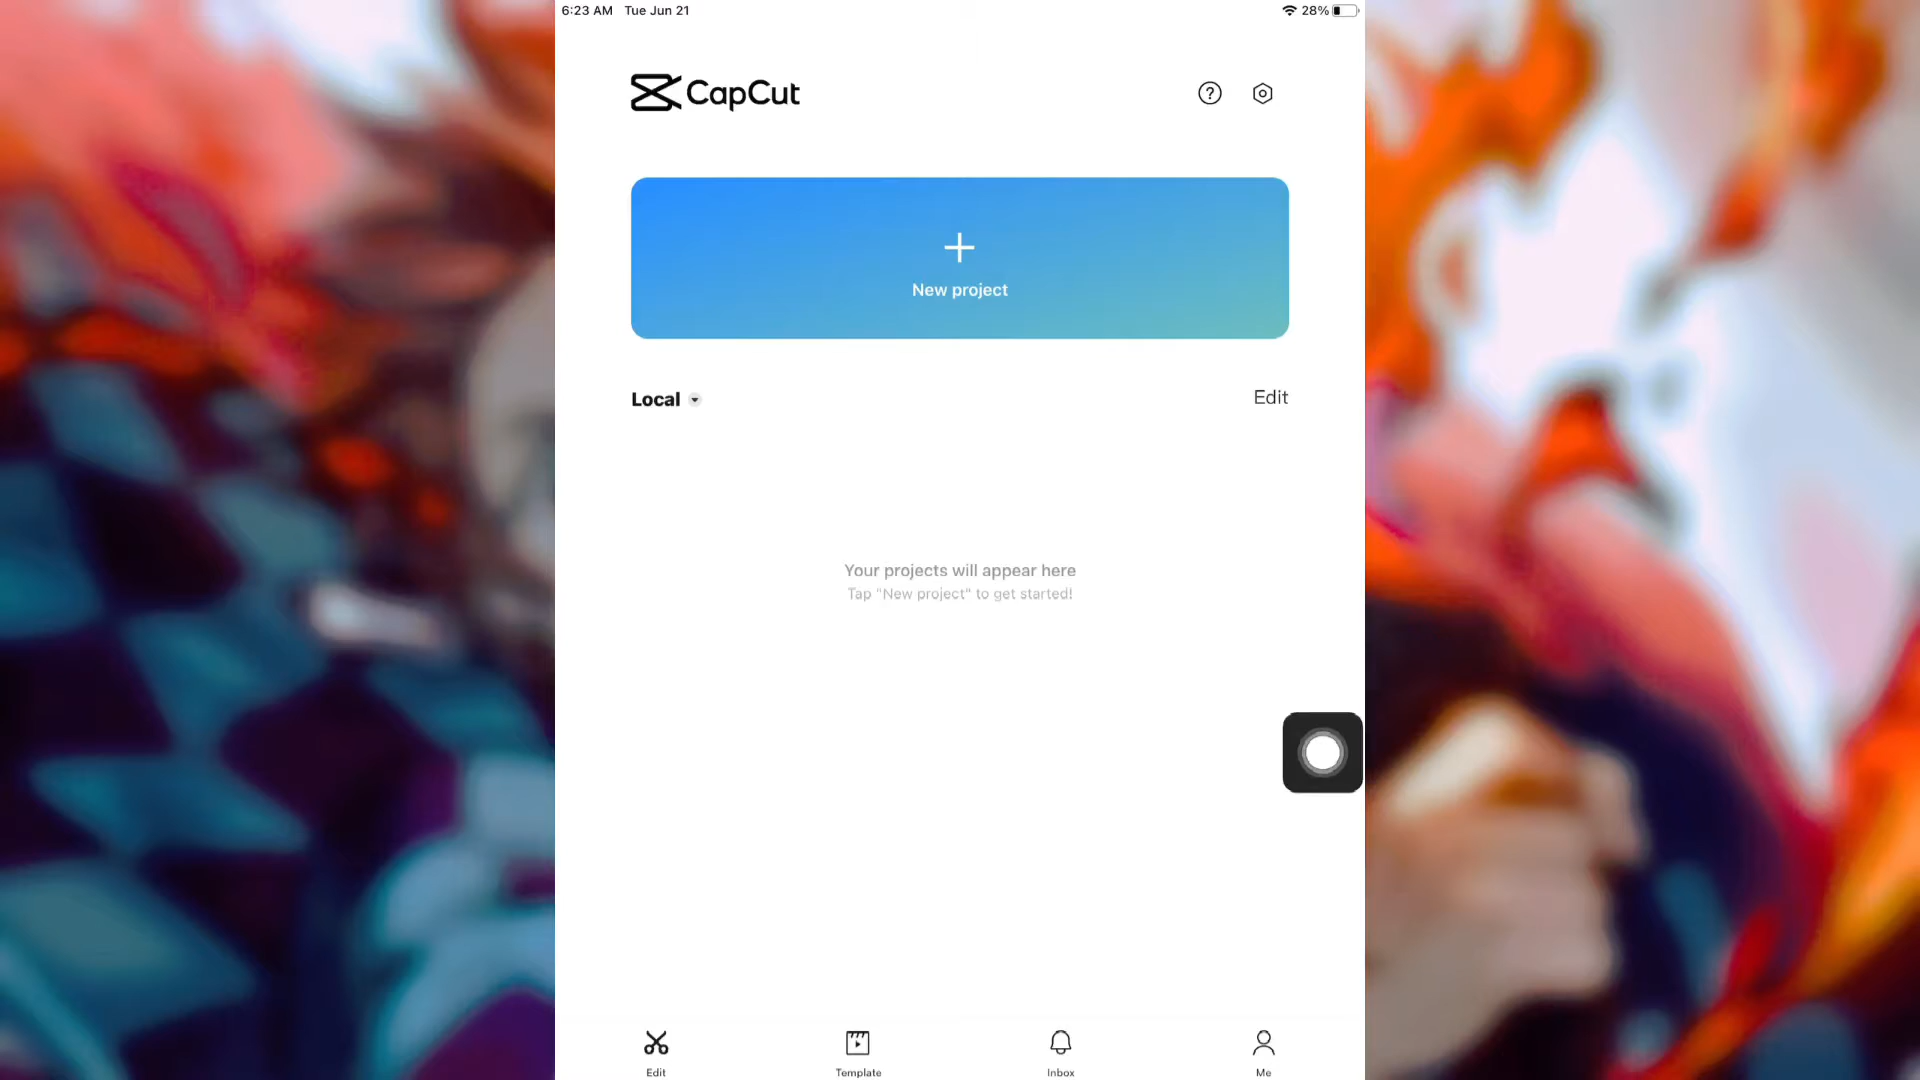 6:23 AM Tue Jun 21
28%
CapCut
New project
Local
Edit
Your projects will appear here
Tap "New project" to get started!
Edit
Template
Inbox
Me